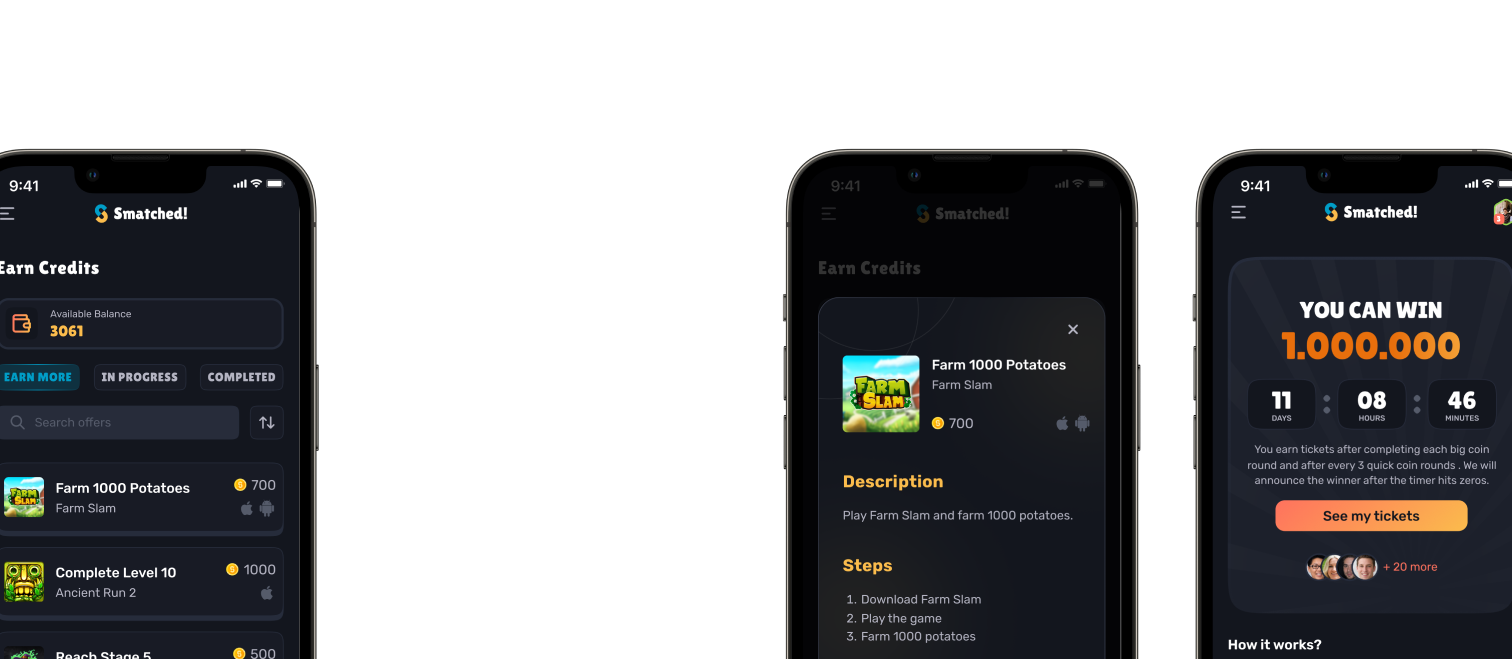 9:41
Smatched!
Earn Credits
Available Balance
3061
EARN MORE
IN PROGRESS
COMPLETED
Search offers
Farm 1000 Potatoes
700
Farm Slam
Complete Level 10
1000
Ancient Run 2
Reach Stage 5
500
9:41
Smatched!
Earn Credits
FARM
SLAM
Farm 1000 Potatoes
Farm Slam
700
Description
Play Farm Slam and farm 1000 potatoes.
Steps
1. Download Farm Slam
2. Play the game
3. Farm 1000 potatoes
9:41
Smatched!
YOU CAN WIN
1.000.000
11 : 08 : 46
DAYS HOURS MINUTES
You earn tickets after completing each big coin
round and after every 3 quick coin rounds . We will
announce the winner after the timer hits zeros.
See my tickets
+ 20 more
How it works?